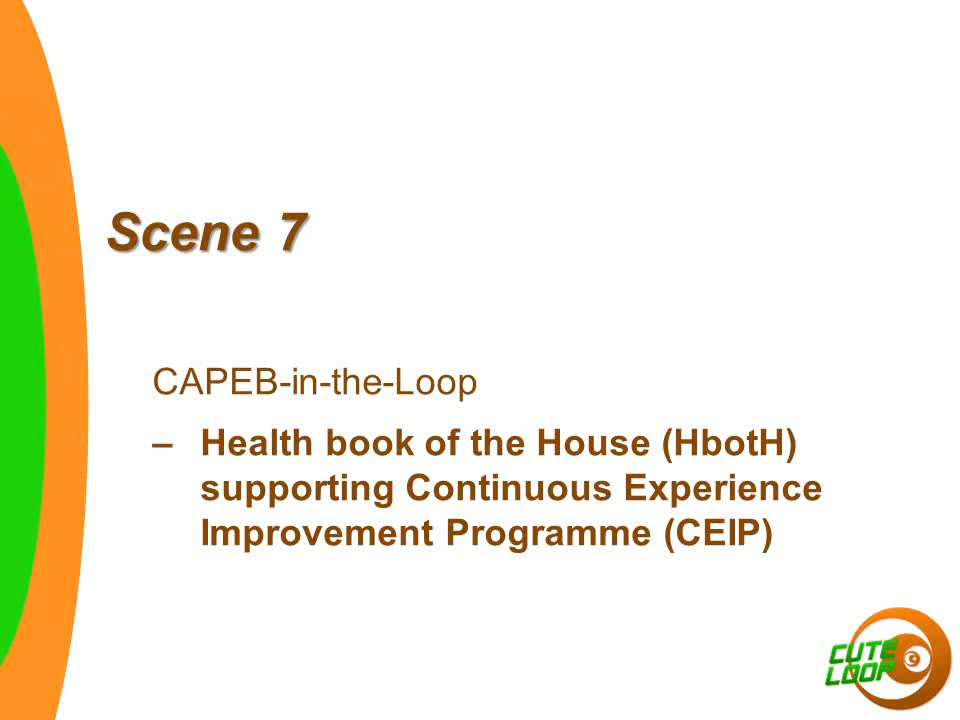 Scene 7
CAPEB-in-the-Loop
– Health book of the House (HbotH)
supporting Continuous Experience
Improvement Programme (CEIP)
CUTE
LOOP